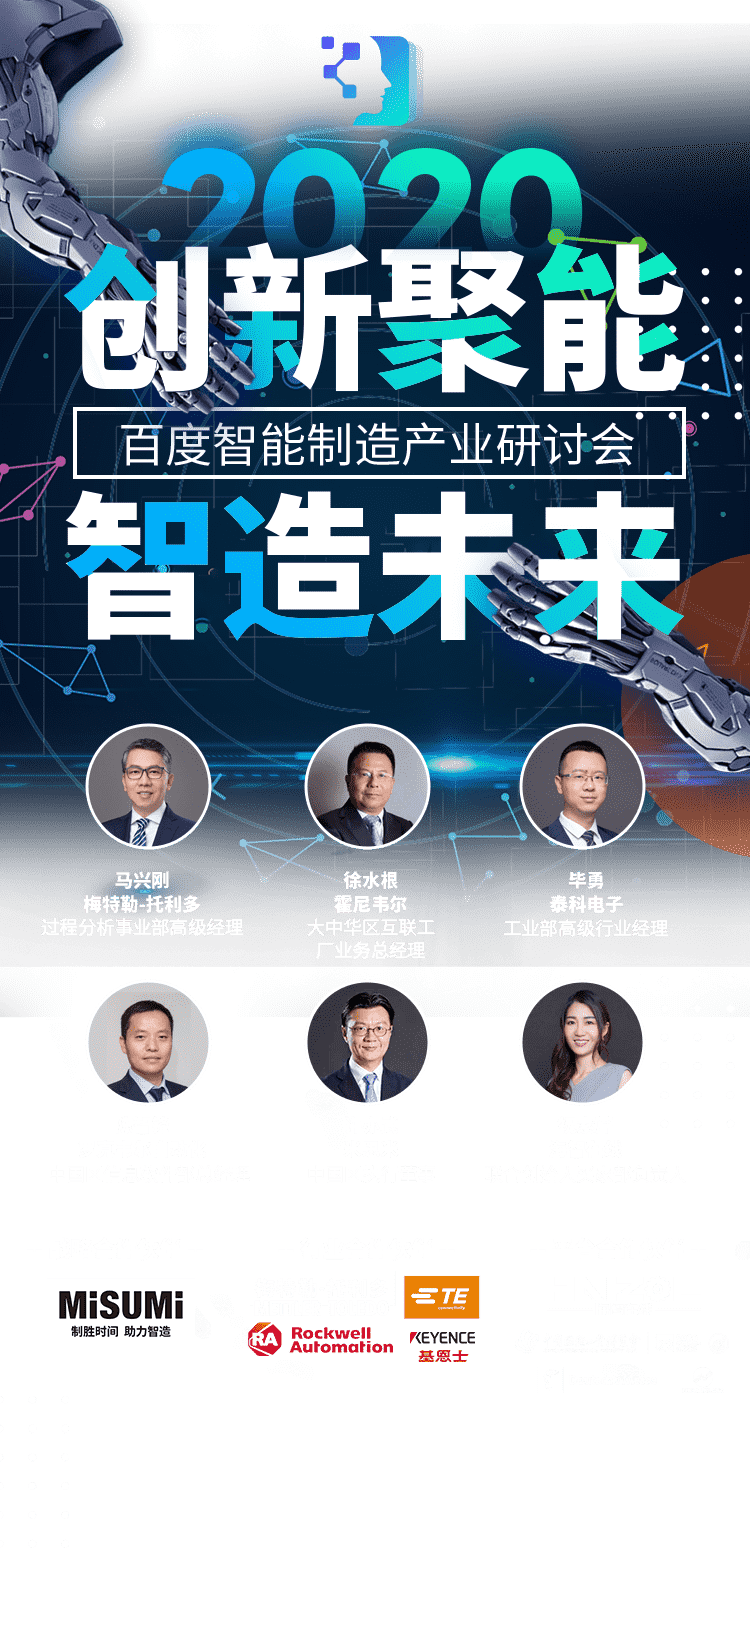 2020
创新聚能
百度智能制造产业研讨会
智造未来
马兴刚
梅特勒-托利多
过程分析事业部高级经理
徐水根
霍尼韦尔
大中华区互联工
厂业务总经理
毕勇
泰科电子
工业部高级行业经理
MiSUMi
制胜时间 助力智造
RA Rockwell
Automation
TE
connectivity
KEYENCE
基恩士